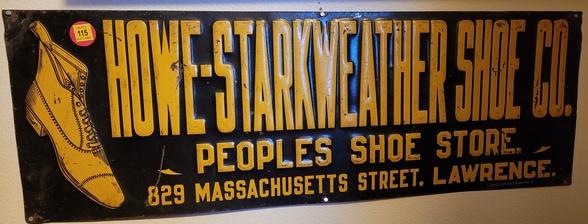 115
HOWE-STARKWEATHER SHOE CO.
PEOPLES SHOE STORE.
829 MASSACHUSETTS STREET, LAWRENCE.